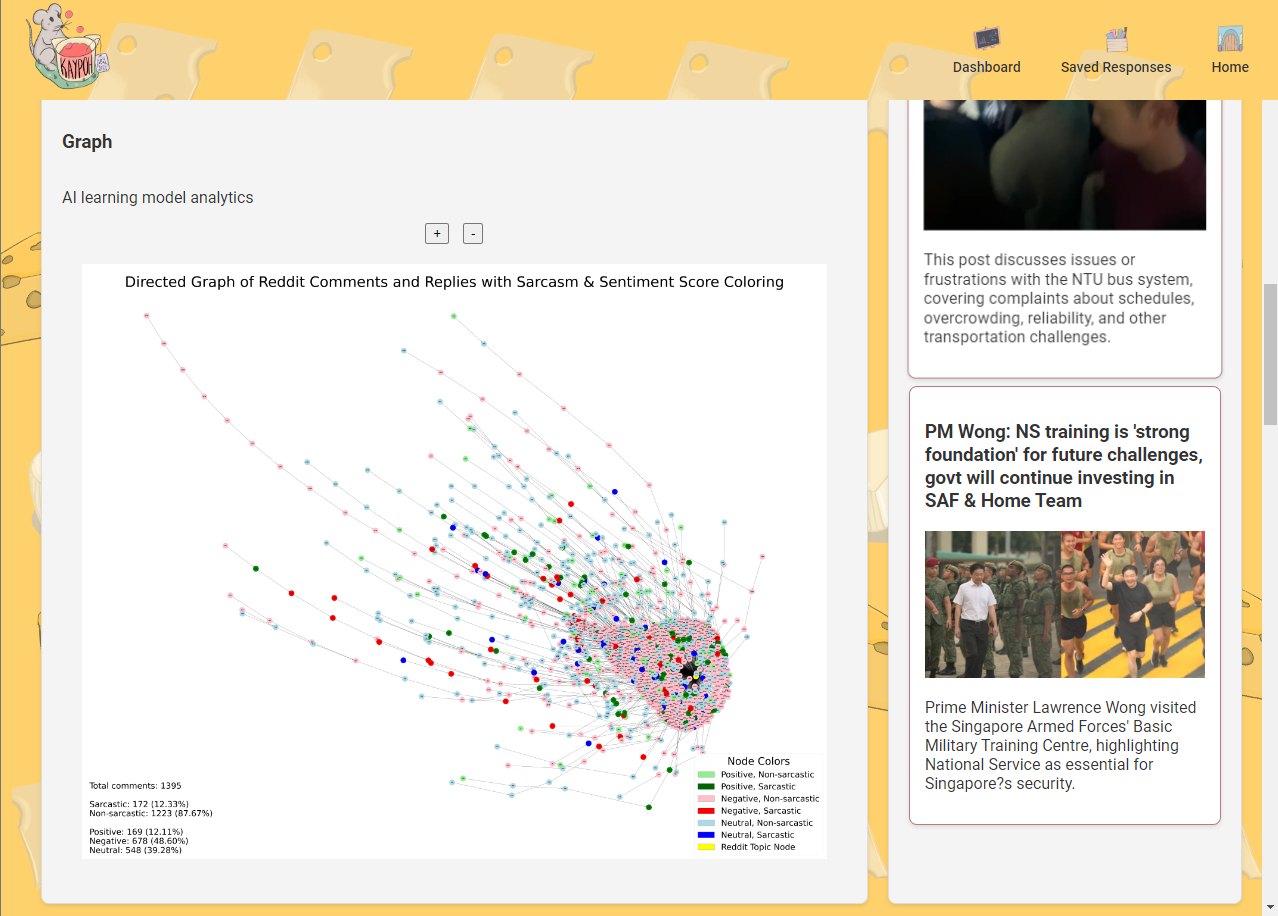 KAYPOH
Dashboard
Saved Responses
Home
Graph
AI learning model analytics
+
-
Directed Graph of Reddit Comments and Replies with Sarcasm & Sentiment Score Coloring
Total comments: 1395
Sarcastic: 172 (12.33%)
Non-sarcastic: 1223 (87.67%)
Positive: 169 (12.11%)
Negative: 678 (48.60%)
Neutral: 548 (39.28%)
Node Colors
Positive, Non-sarcastic
Positive, Sarcastic
Negative, Non-sarcastic
Negative, Sarcastic
Neutral, Non-sarcastic
Neutral, Sarcastic
Reddit Topic Node
This post discusses issues or
frustrations with the NTU bus system,
covering complaints about schedules,
overcrowding, reliability, and other
transportation challenges.
PM Wong: NS training is 'strong
foundation' for future challenges,
govt will continue investing in
SAF & Home Team
Prime Minister Lawrence Wong visited
the Singapore Armed Forces' Basic
Military Training Centre, highlighting
National Service as essential for
Singapore?s security.